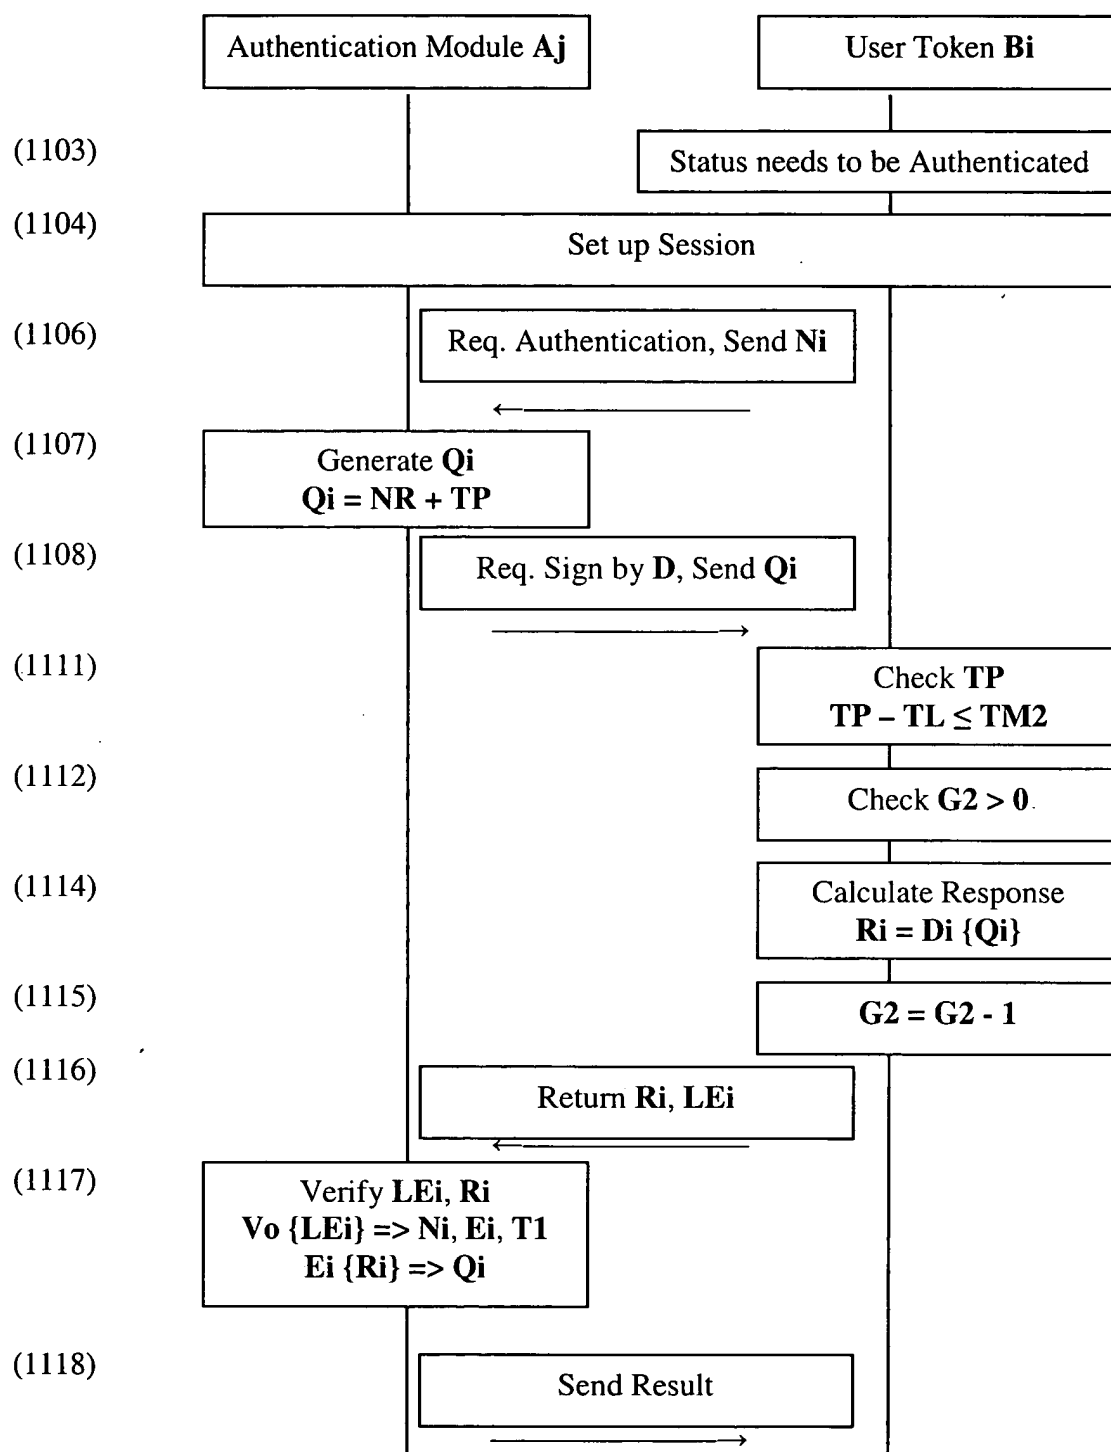 Authentication Module Aj
User Token Bi
(1103)
Status needs to be Authenticated
(1104)
Set up Session
(1106)
Req. Authentication, Send Ni
(1107)
Generate Qi
Qi = NR + TP
(1108)
Req. Sign by D, Send Qi
(1111)
Check TP
TP – TL ≤ TM2
(1112)
Check G2 > 0
(1114)
Calculate Response
Ri = Di {Qi}
(1115)
G2 = G2 - 1
(1116)
Return Ri, LEi
(1117)
Verify LEi, Ri
Vo {LEi} => Ni, Ei, T1
Ei {Ri} => Qi
(1118)
Send Result